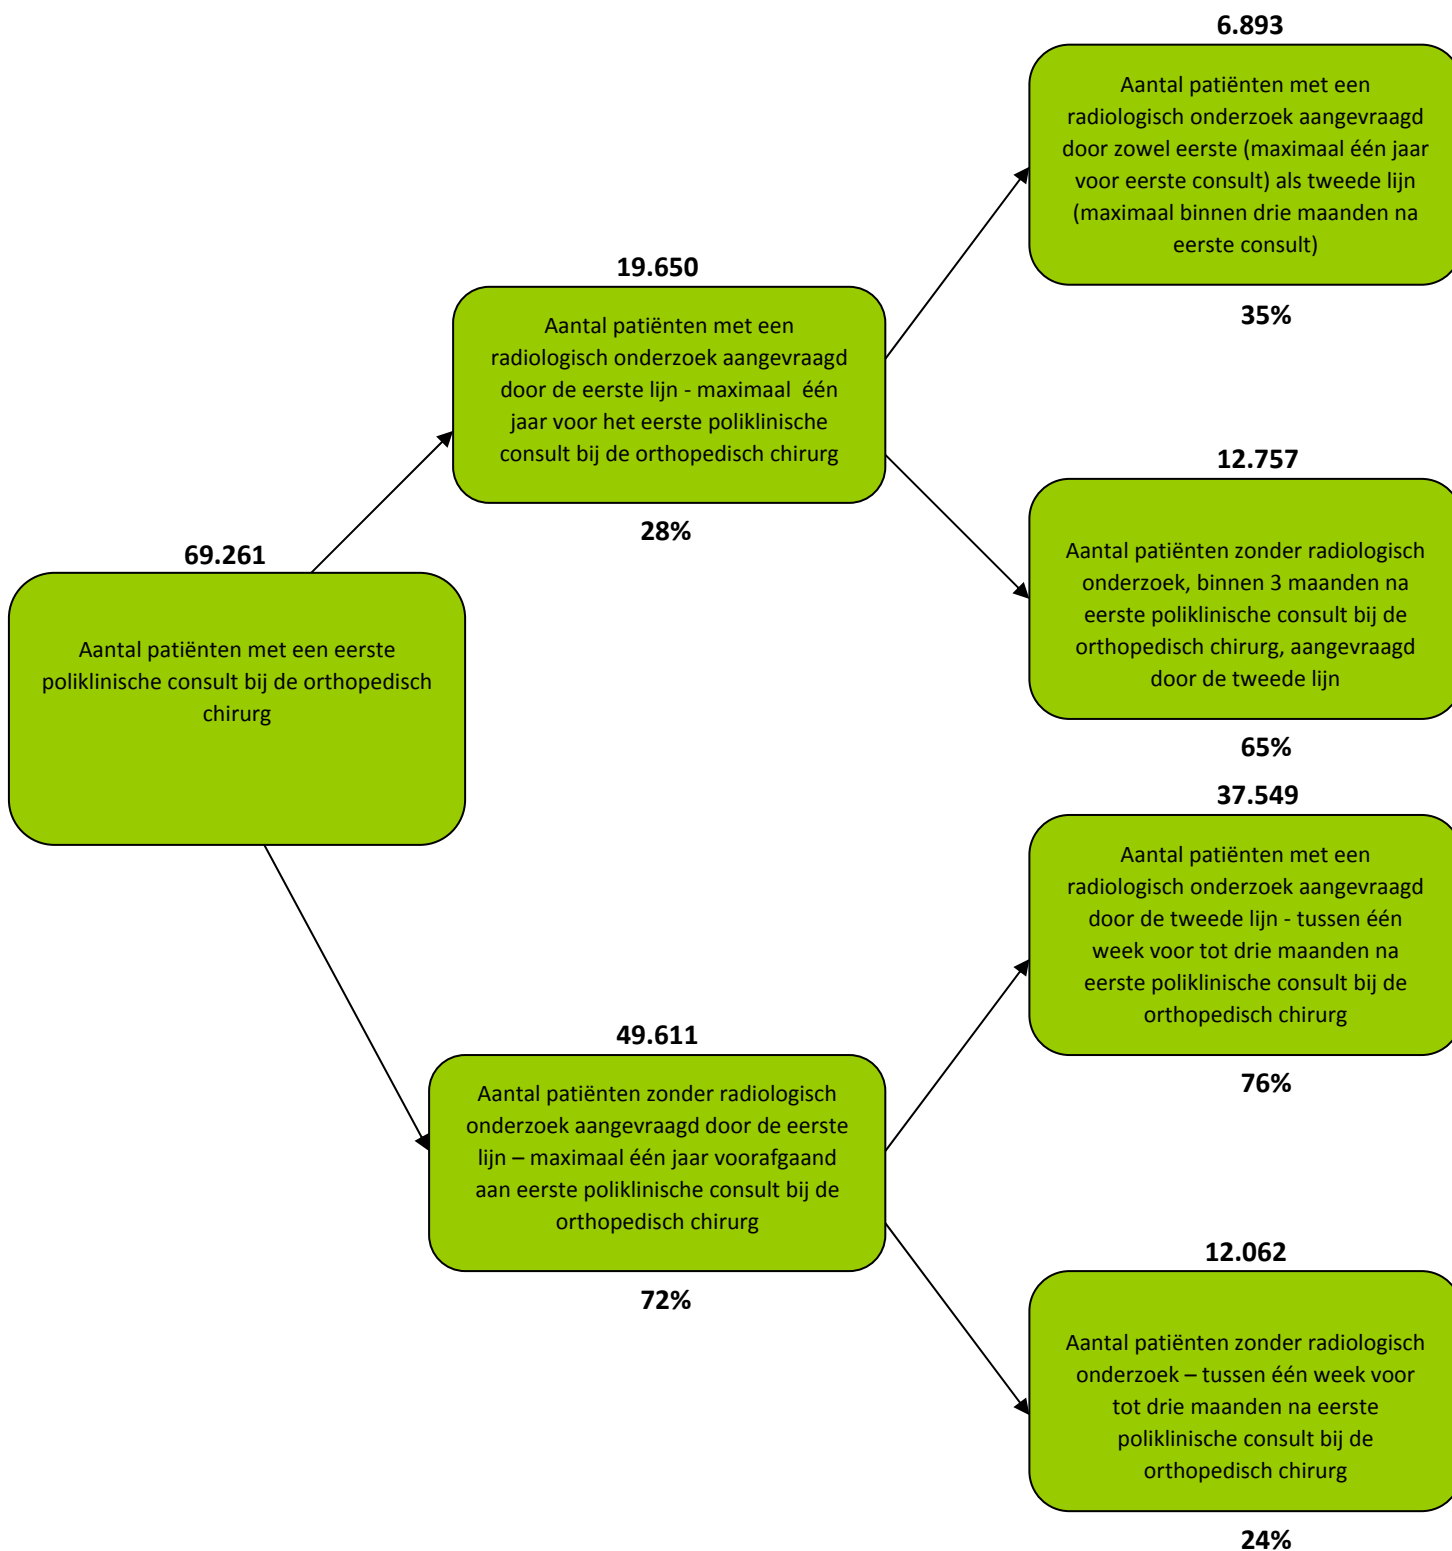 69.261
Aantal patiënten met een eerste
poliklinische consult bij de orthopedisch
chirurg
19.650
Aantal patiënten met een
radiologisch onderzoek aangevraagd
door de eerste lijn - maximaal één
jaar voor het eerste poliklinische
consult bij de orthopedisch chirurg
28%
49.611
Aantal patiënten zonder radiologisch
onderzoek aangevraagd door de eerste
lijn – maximaal één jaar voorafgaand
aan eerste poliklinische consult bij de
orthopedisch chirurg
72%
6.893
Aantal patiënten met een
radiologisch onderzoek aangevraagd
door zowel eerste (maximaal één jaar
voor eerste consult) als tweede lijn
(maximaal binnen drie maanden na
eerste consult)
35%
12.757
Aantal patiënten zonder radiologisch
onderzoek, binnen 3 maanden na
eerste poliklinische consult bij de
orthopedisch chirurg, aangevraagd
door de tweede lijn
65%
37.549
Aantal patiënten met een
radiologisch onderzoek aangevraagd
door de tweede lijn - tussen één
week voor tot drie maanden na
eerste poliklinische consult bij de
orthopedisch chirurg
76%
12.062
Aantal patiënten zonder radiologisch
onderzoek – tussen één week voor
tot drie maanden na eerste
poliklinische consult bij de
orthopedisch chirurg
24%